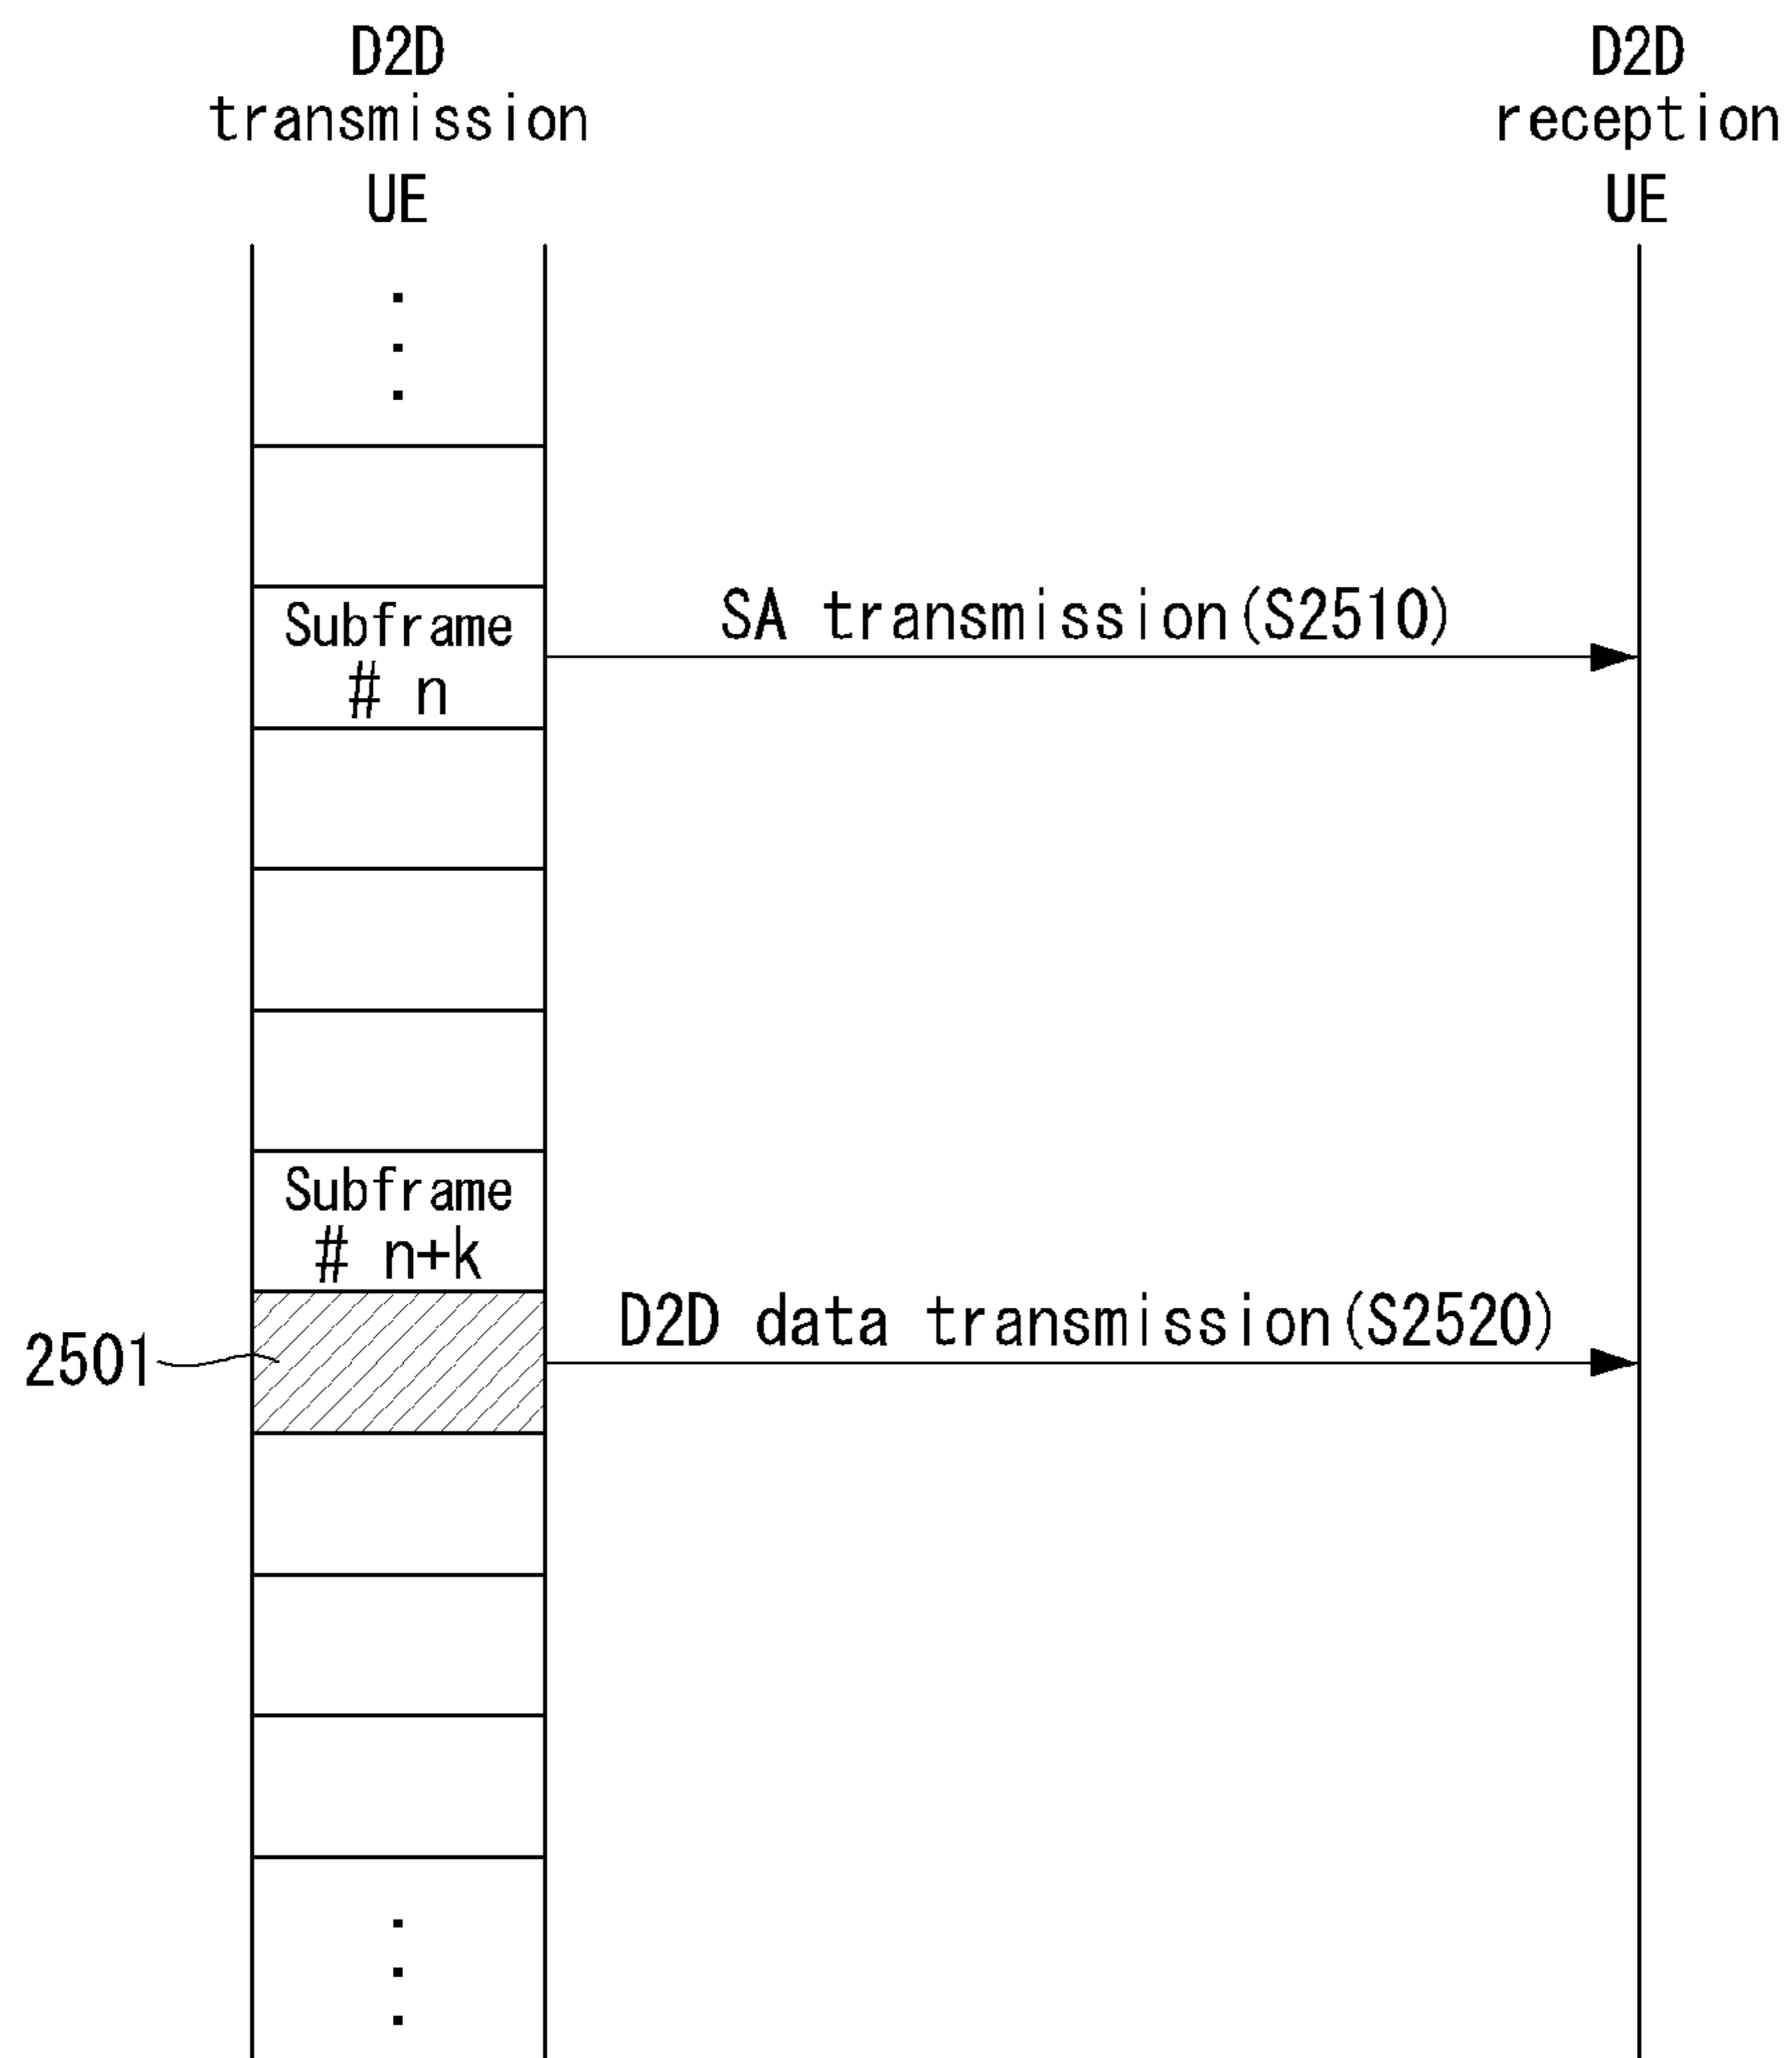 D2D
transmission
UE
D2D
reception
UE
Subframe
# n
SA transmission(S2510)
Subframe
# n+k
D2D data transmission(S2520)
2501